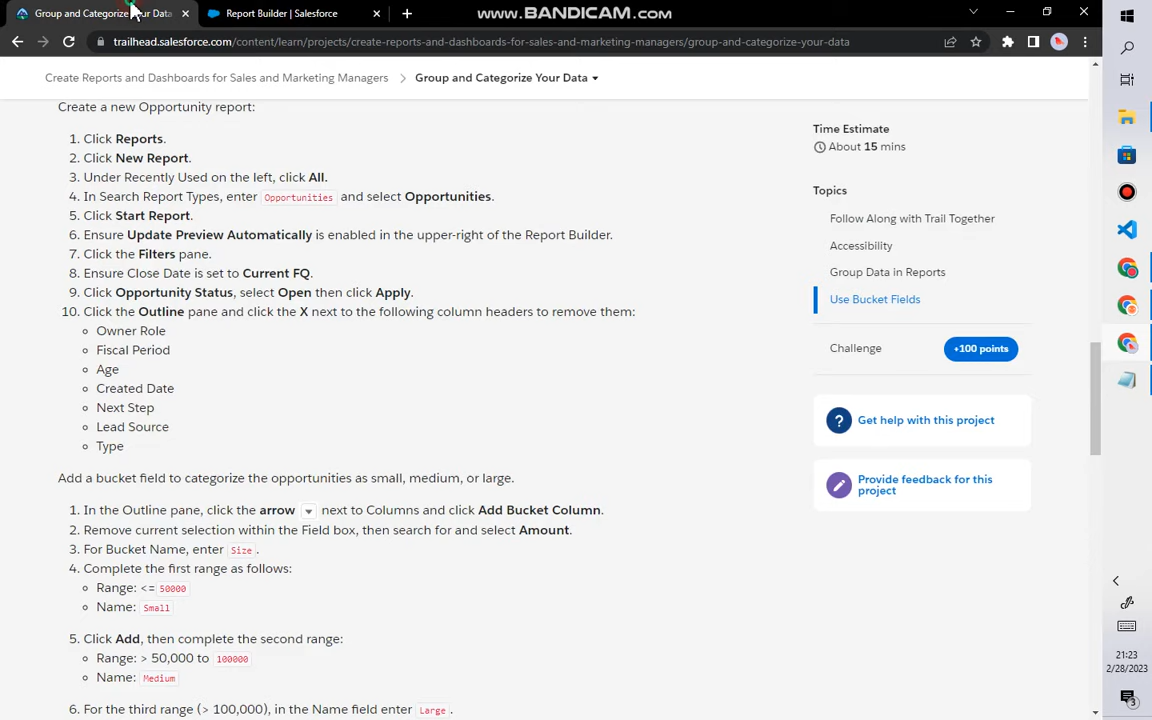 Group and Categorize Your Data
Report Builder | Salesforce
www.BANDICAM.com
trailhead.salesforce.com/content/learn/projects/create-reports-and-dashboards-for-sales-and-marketing-managers/group-and-categorize-your-data
Create Reports and Dashboards for Sales and Marketing Managers > Group and Categorize Your Data
Create a new Opportunity report:
1. Click Reports.
2. Click New Report.
3. Under Recently Used on the left, click All.
4. In Search Report Types, enter Opportunities and select Opportunities.
5. Click Start Report.
6. Ensure Update Preview Automatically is enabled in the upper-right of the Report Builder.
7. Click the Filters pane.
8. Ensure Close Date is set to Current FQ.
9. Click Opportunity Status, select Open then click Apply.
10. Click the Outline pane and click the X next to the following column headers to remove them:
Owner Role
Fiscal Period
Age
Created Date
Next Step
Lead Source
Type
Add a bucket field to categorize the opportunities as small, medium, or large.
1. In the Outline pane, click the arrow next to Columns and click Add Bucket Column.
2. Remove current selection within the Field box, then search for and select Amount.
3. For Bucket Name, enter Size.
4. Complete the first range as follows:
Range: <= 50000
Name: Small
5. Click Add, then complete the second range:
Range: > 50,000 to 100000
Name: Medium
6. For the third range (> 100,000), in the Name field enter Large.
Time Estimate
About 15 mins
Topics
Follow Along with Trail Together
Accessibility
Group Data in Reports
Use Bucket Fields
Challenge +100 points
Get help with this project
Provide feedback for this
project
21:23
2/28/2023
3